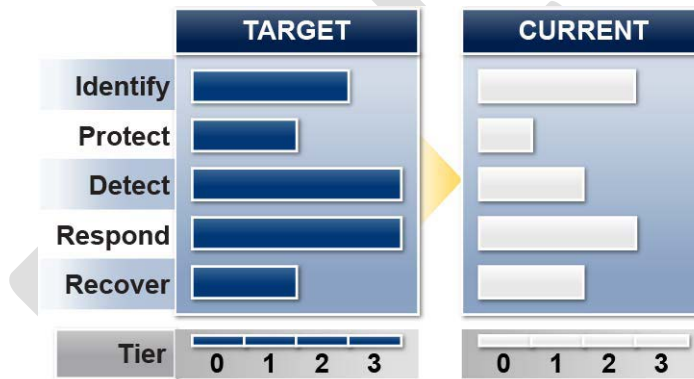 TARGET CURRENT
Identify
Protect
Detect
Respond
Recover
Tier 0 1 2 3 0 1 2 3